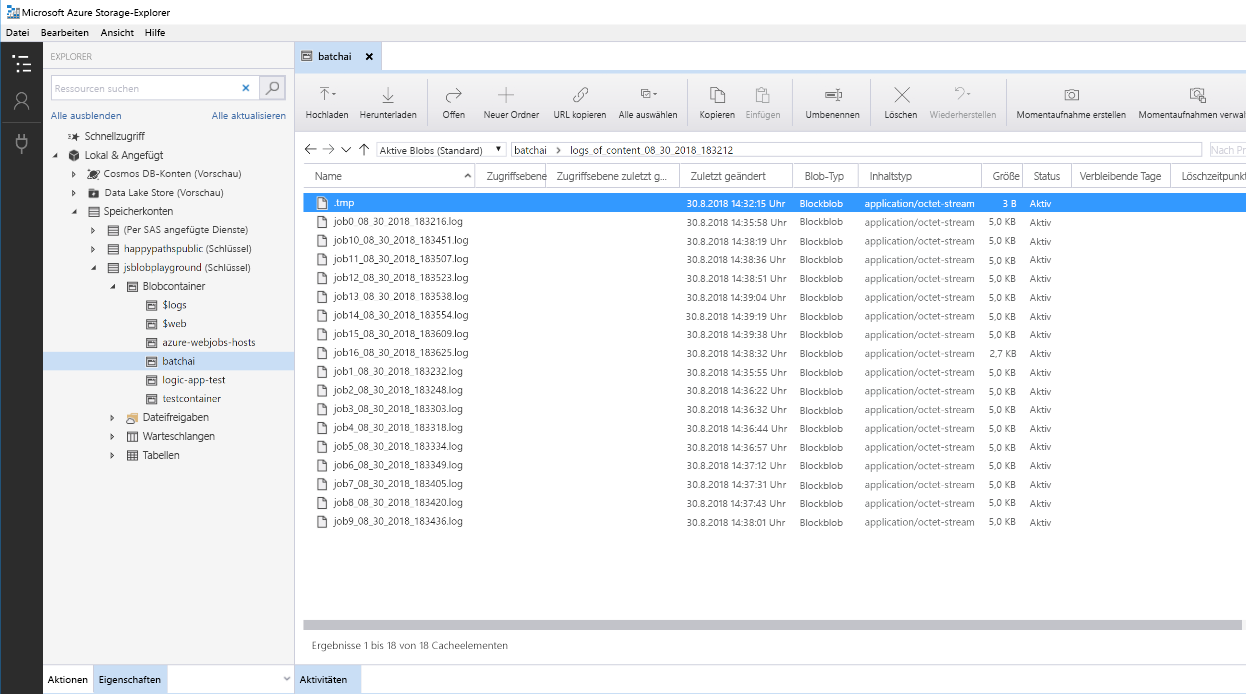 Microsoft Azure Storage-Explorer
Datei Bearbeiten Ansicht Hilfe
EXPLORER
Ressourcen suchen
Alle ausblenden Alle aktualisieren
Schnellzugriff
Lokal & Angefügt
Cosmos DB-Konten (Vorschau)
Data Lake Store (Vorschau)
Speicherkonten
(Per SAS angefügte Dienste)
happypathspublic (Schlüssel)
jsblobplayground (Schlüssel)
Blobcontainer
$logs
$web
azure-webjobs-hosts
batchai
logic-app-test
testcontainer
Dateifreigaben
Warteschlangen
Tabellen
Aktionen Eigenschaften
batchai
Hochladen Herunterladen Offen Neuer Ordner URL kopieren Alle auswählen Kopieren Einfügen Umbenennen Löschen Wiederherstellen Momentaufnahme erstellen Momentaufnahmen verwal
Aktive Blobs (Standard) batchai logs_of_content_08_30_2018_183212 Nach Pr
Name Zugriffsebene Zugriffsebene zuletzt g... Zuletzt geändert Blob-Typ Inhaltstyp Größe Status Verbleibende Tage Löschzeitpunkt
.tmp 30.8.2018 14:32:15 Uhr Blockblob application/octet-stream 3 B Aktiv
job0_08_30_2018_183216.log 30.8.2018 14:35:58 Uhr Blockblob application/octet-stream 5,0 KB Aktiv
job10_08_30_2018_183451.log 30.8.2018 14:38:19 Uhr Blockblob application/octet-stream 5,0 KB Aktiv
job11_08_30_2018_183507.log 30.8.2018 14:38:36 Uhr Blockblob application/octet-stream 5,0 KB Aktiv
job12_08_30_2018_183523.log 30.8.2018 14:38:51 Uhr Blockblob application/octet-stream 5,0 KB Aktiv
job13_08_30_2018_183538.log 30.8.2018 14:39:04 Uhr Blockblob application/octet-stream 5,0 KB Aktiv
job14_08_30_2018_183554.log 30.8.2018 14:39:19 Uhr Blockblob application/octet-stream 5,0 KB Aktiv
job15_08_30_2018_183609.log 30.8.2018 14:39:38 Uhr Blockblob application/octet-stream 5,0 KB Aktiv
job16_08_30_2018_183625.log 30.8.2018 14:38:32 Uhr Blockblob application/octet-stream 2,7 KB Aktiv
job1_08_30_2018_183232.log 30.8.2018 14:35:55 Uhr Blockblob application/octet-stream 5,0 KB Aktiv
job2_08_30_2018_183248.log 30.8.2018 14:36:22 Uhr Blockblob application/octet-stream 5,0 KB Aktiv
job3_08_30_2018_183303.log 30.8.2018 14:36:32 Uhr Blockblob application/octet-stream 5,0 KB Aktiv
job4_08_30_2018_183318.log 30.8.2018 14:36:44 Uhr Blockblob application/octet-stream 5,0 KB Aktiv
job5_08_30_2018_183334.log 30.8.2018 14:36:57 Uhr Blockblob application/octet-stream 5,0 KB Aktiv
job6_08_30_2018_183349.log 30.8.2018 14:37:12 Uhr Blockblob application/octet-stream 5,0 KB Aktiv
job7_08_30_2018_183405.log 30.8.2018 14:37:31 Uhr Blockblob application/octet-stream 5,0 KB Aktiv
job8_08_30_2018_183420.log 30.8.2018 14:37:43 Uhr Blockblob application/octet-stream 5,0 KB Aktiv
job9_08_30_2018_183436.log 30.8.2018 14:38:01 Uhr Blockblob application/octet-stream 5,0 KB Aktiv
Ergebnisse 1 bis 18 von 18 Cacheelementen
Aktivitäten